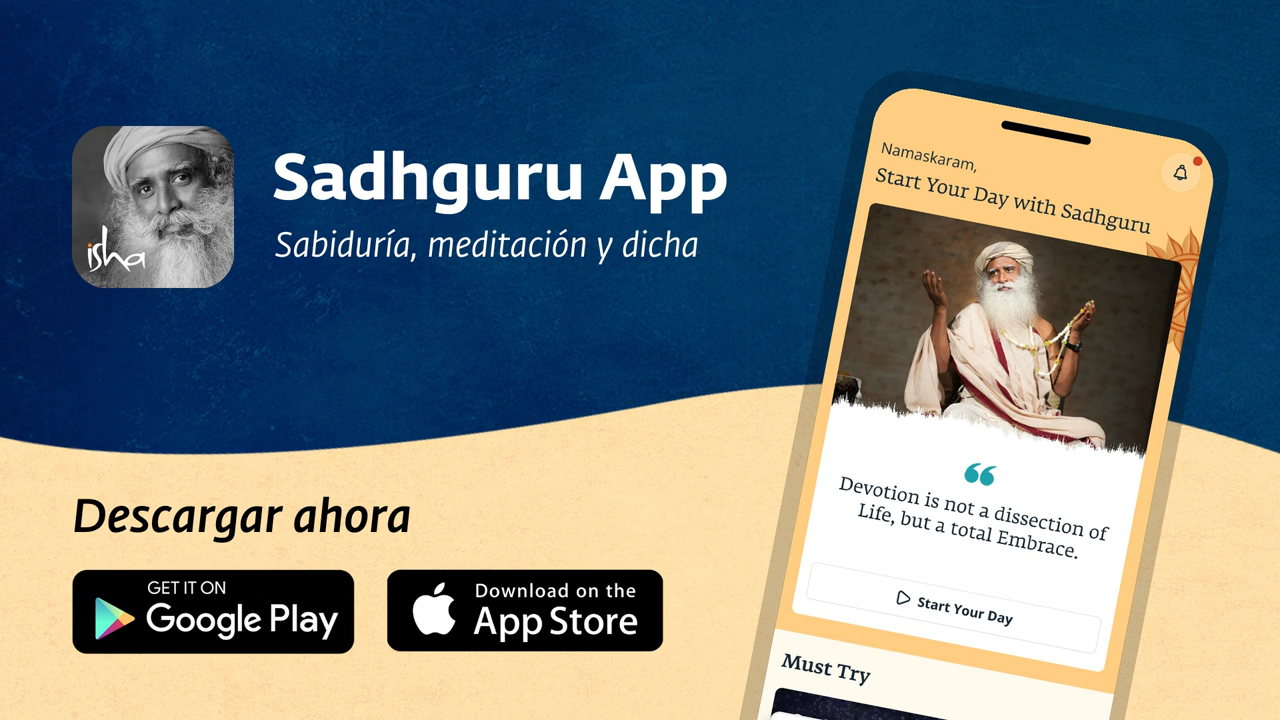 isha
Sadhguru App
Sabiduría, meditación y dicha
Descargar ahora
GET IT ON
Google Play
Download on the
App Store
Namaskaram,
Start Your Day with Sadhguru
“
Devotion is not a dissection of
Life, but a total Embrace.
Start Your Day
Must Try